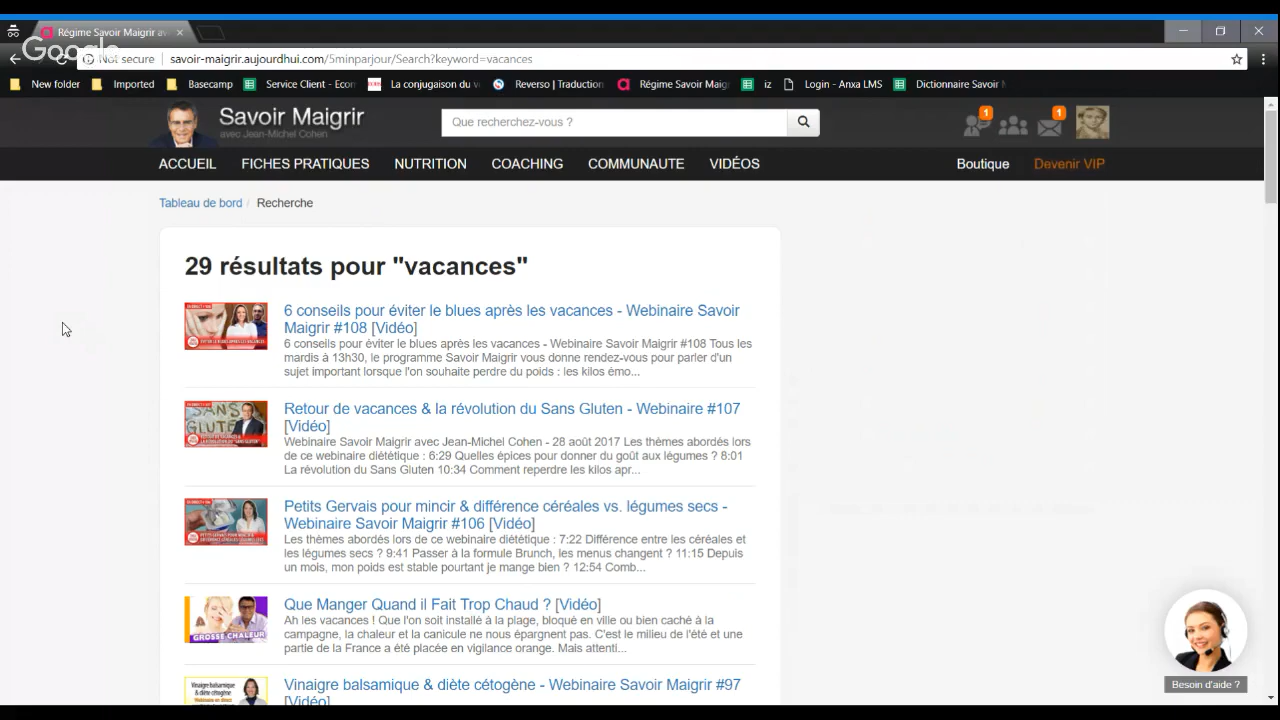 Régime Savoir Maigrir av
Google
Not secure
savoir-maigrir.aujourdhui.com/5minparjour/Search?keyword=vacances
New folder
Imported
Basecamp
Service Client - Econ
La conjugaison du v
Reverso | Traduction
Régime Savoir Maigr
iz
Login - Anxa LMS
Dictionnaire Savoir M
Savoir Maigrir
avec Jean-Michel Cohen
Que recherchez-vous ?
1
1
ACCUEIL
FICHES PRATIQUES
NUTRITION
COACHING
COMMUNAUTE
VIDÉOS
Boutique
Devenir VIP
Tableau de bord / Recherche
29 résultats pour "vacances"
6 conseils pour éviter le blues après les vacances - Webinaire Savoir
Maigrir #108 [Vidéo]
6 conseils pour éviter le blues après les vacances - Webinaire Savoir Maigrir #108 Tous les
mardis à 13h30, le programme Savoir Maigrir vous donne rendez-vous pour parler d'un
sujet important lorsque l'on souhaite perdre du poids : les kilos émo...
SANS
GLUTEN
Retour de vacances & la révolution du Sans Gluten - Webinaire #107
[Vidéo]
Webinaire Savoir Maigrir avec Jean-Michel Cohen - 28 août 2017 Les thèmes abordés lors
de ce webinaire diététique : 6:29 Quelles épices pour donner du goût aux légumes ? 8:01
La révolution du Sans Gluten 10:34 Comment reperdre les kilos apr...
Petits Gervais pour mincir & différence céréales vs. légumes secs -
Webinaire Savoir Maigrir #106 [Vidéo]
Les thèmes abordés lors de ce webinaire diététique : 7:22 Différence entre les céréales et
les légumes secs ? 9:41 Passer à la formule Brunch, les menus changent ? 11:15 Depuis
un mois, mon poids est stable pourtant je mange bien ? 12:54 Comb...
GROSSE CHALEUR
Que Manger Quand il Fait Trop Chaud ? [Vidéo]
Ah les vacances ! Que l'on soit installé à la plage, bloqué en ville ou bien caché à la
campagne, la chaleur et la canicule ne nous épargnent pas. C'est le milieu de l'été et une
partie de la France a été placée en vigilance orange. Mais attenti...
Vinaigre balsamique
& diète cétogène
Vinaigre balsamique & diète cétogène - Webinaire Savoir Maigrir #97
[Vidéo]
Besoin d'aide ?